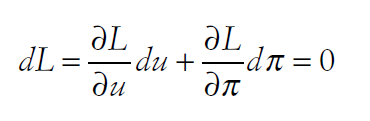 dL = ∂L/∂u du + ∂L/∂π dπ = 0